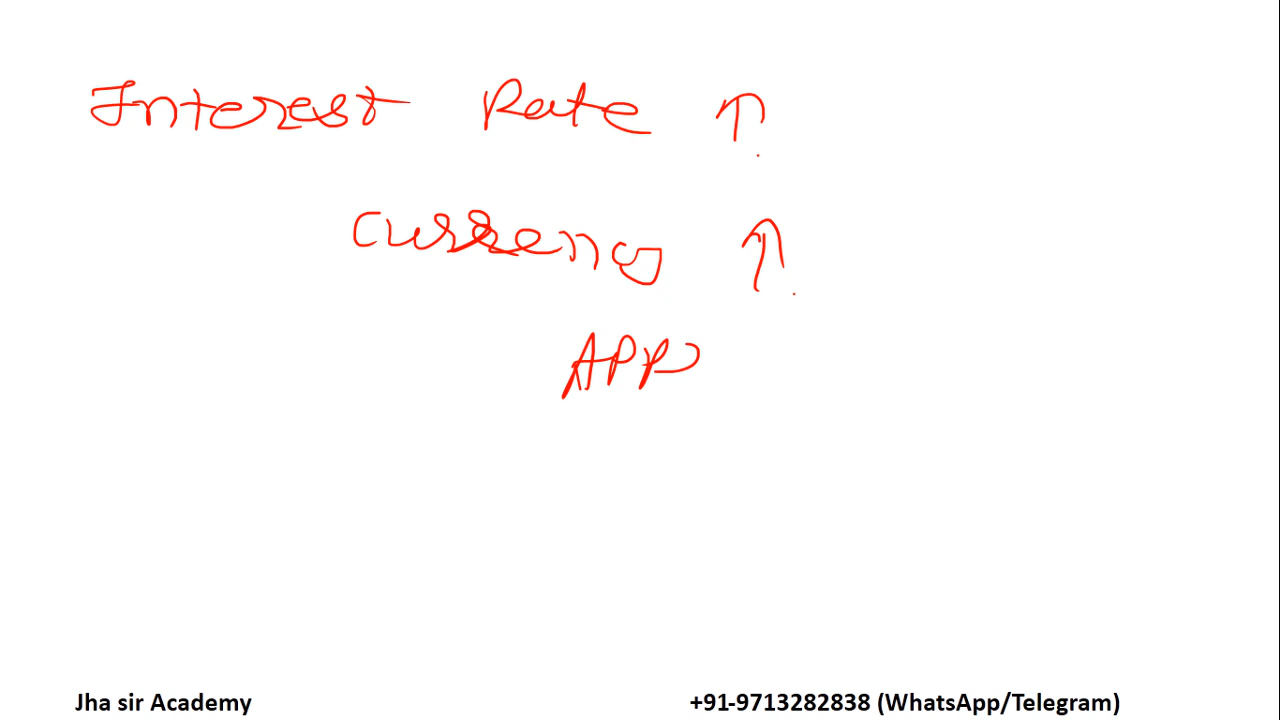 Interest Rate ↑
Currency ↑
APP
Jha sir Academy
+91-9713282838 (WhatsApp/Telegram)